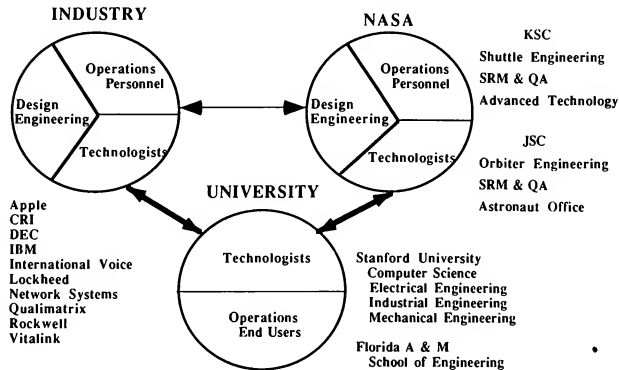 INDUSTRY
Operations
Personnel
Design
Engineering
Technologists
NASA
Operations
Personnel
Design
Engineering
Technologists
KSC
Shuttle Engineering
SRM & QA
Advanced Technology
JSC
Orbiter Engineering
SRM & QA
Astronaut Office
UNIVERSITY
Technologists
Operations
End Users
Apple
CRI
DEC
IBM
International Voice
Lockheed
Network Systems
Qualimatrix
Rockwell
Vitalink
Stanford University
Computer Science
Electrical Engineering
Industrial Engineering
Mechanical Engineering
Florida A & M
School of Engineering